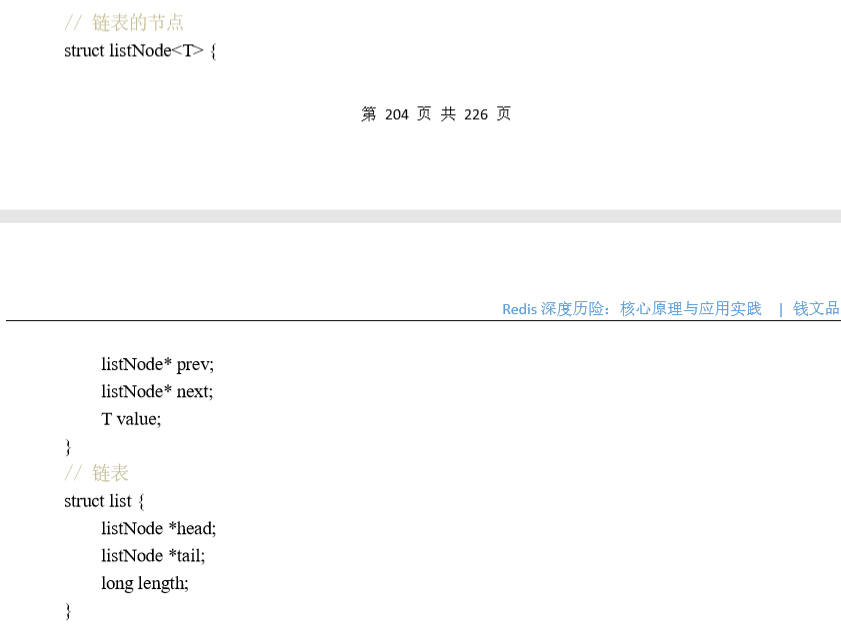 // 链表的节点
struct listNode<T> {
第 204 页 共 226 页
Redis 深度历险：核心原理与应用实践 | 钱文品
listNode* prev;
listNode* next;
T value;
}
// 链表
struct list {
listNode *head;
listNode *tail;
long length;
}